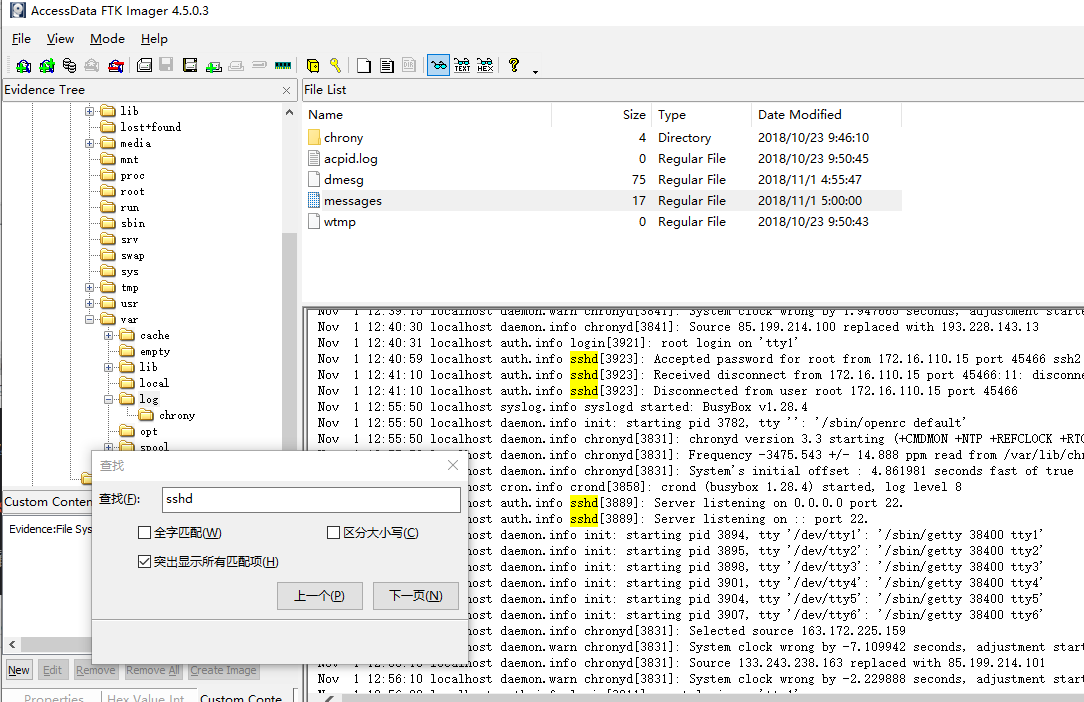 AccessData FTK Imager 4.5.0.3
File View Mode Help
Evidence Tree
lib
lost+found
media
mnt
proc
root
run
sbin
srv
swap
sys
tmp
usr
var
cache
empty
lib
local
log
chrony
opt
spool
Custom Conten
Evidence:File Sys
New Edit Remove Remove All Create Image
Properties Hex Value Int Custom Conte
File List
Name Size Type Date Modified
chrony 4 Directory 2018/10/23 9:46:10
acpid.log 0 Regular File 2018/10/23 9:50:45
dmesg 75 Regular File 2018/11/1 4:55:47
messages 17 Regular File 2018/11/1 5:00:00
wtmp 0 Regular File 2018/10/23 9:50:43
Nov 1 12:39:15 localhost daemon.warn chronyd[3841]: System clock wrong by 1.947665 seconds, adjustment starte
Nov 1 12:40:30 localhost daemon.info chronyd[3841]: Source 85.199.214.100 replaced with 193.228.143.13
Nov 1 12:40:31 localhost auth.info login[3921]: root login on 'tty1'
Nov 1 12:40:59 localhost auth.info sshd[3923]: Accepted password for root from 172.16.110.15 port 45466 ssh2
Nov 1 12:41:10 localhost auth.info sshd[3923]: Received disconnect from 172.16.110.15 port 45466:11: disconne
Nov 1 12:41:10 localhost auth.info sshd[3923]: Disconnected from user root 172.16.110.15 port 45466
Nov 1 12:55:50 localhost syslog.info syslogd started: BusyBox v1.28.4
Nov 1 12:55:50 localhost daemon.info init: starting pid 3782, tty '': '/sbin/openrc default'
Nov 1 12:55:50 localhost daemon.info chronyd[3831]: chronyd version 3.3 starting (+CMDMON +NTP +REFCLOCK +RTC
host daemon.info chronyd[3831]: Frequency -3475.543 +/- 14.888 ppm read from /var/lib/chr
host daemon.info chronyd[3831]: System's initial offset : 4.861981 seconds fast of true
host cron.info crond[3858]: crond (busybox 1.28.4) started, log level 8
host auth.info sshd[3889]: Server listening on 0.0.0.0 port 22.
host auth.info sshd[3889]: Server listening on :: port 22.
host daemon.info init: starting pid 3894, tty '/dev/tty1': '/sbin/getty 38400 tty1'
host daemon.info init: starting pid 3895, tty '/dev/tty2': '/sbin/getty 38400 tty2'
host daemon.info init: starting pid 3898, tty '/dev/tty3': '/sbin/getty 38400 tty3'
host daemon.info init: starting pid 3901, tty '/dev/tty4': '/sbin/getty 38400 tty4'
host daemon.info init: starting pid 3904, tty '/dev/tty5': '/sbin/getty 38400 tty5'
host daemon.info init: starting pid 3907, tty '/dev/tty6': '/sbin/getty 38400 tty6'
host daemon.info chronyd[3831]: Selected source 163.172.225.159
host daemon.warn chronyd[3831]: System clock wrong by -7.109942 seconds, adjustment start
daemon.info chronyd[3831]: Source 133.243.238.163 replaced with 85.199.214.101
Nov 1 12:56:10 localhost daemon.warn chronyd[3831]: System clock wrong by -2.229888 seconds, adjustment start
查找
查找(F): sshd
全字匹配(W) 区分大小写(C)
突出显示所有匹配项(H)
上一个(P) 下一页(N)